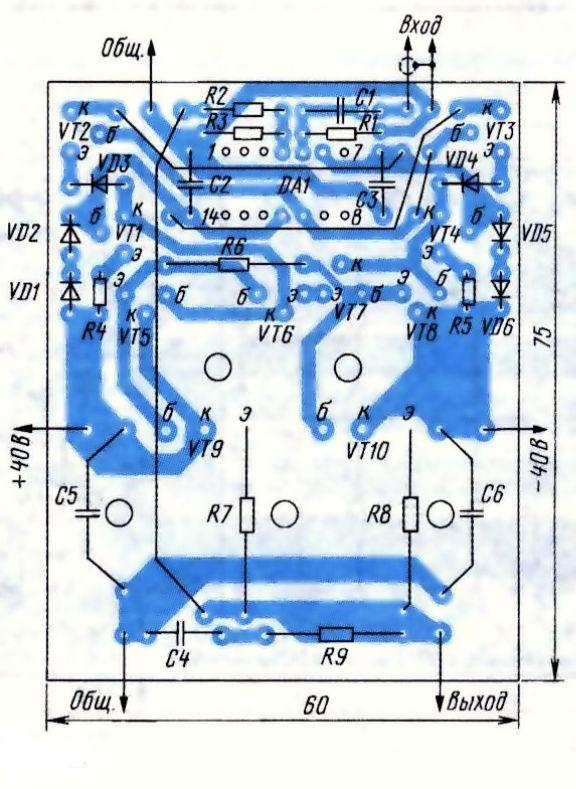 Вход
Общ.
R2 C1
к R3 R1 к
VT2 б 1 7 б VT3
э VD3 VD4 э
C2 DA1 C3
VD2 б к VT1 14 8 к VT4 б VD5
э R6 к э
VD1 э б б э э б э б
R4 к VT5 к VT6 VT7 к VT8 R5 VD6
75
б к э б к э
+40В VT9 VT10 -40В
C5 R7 R8 C6
C4 R9
Общ. Выход
60